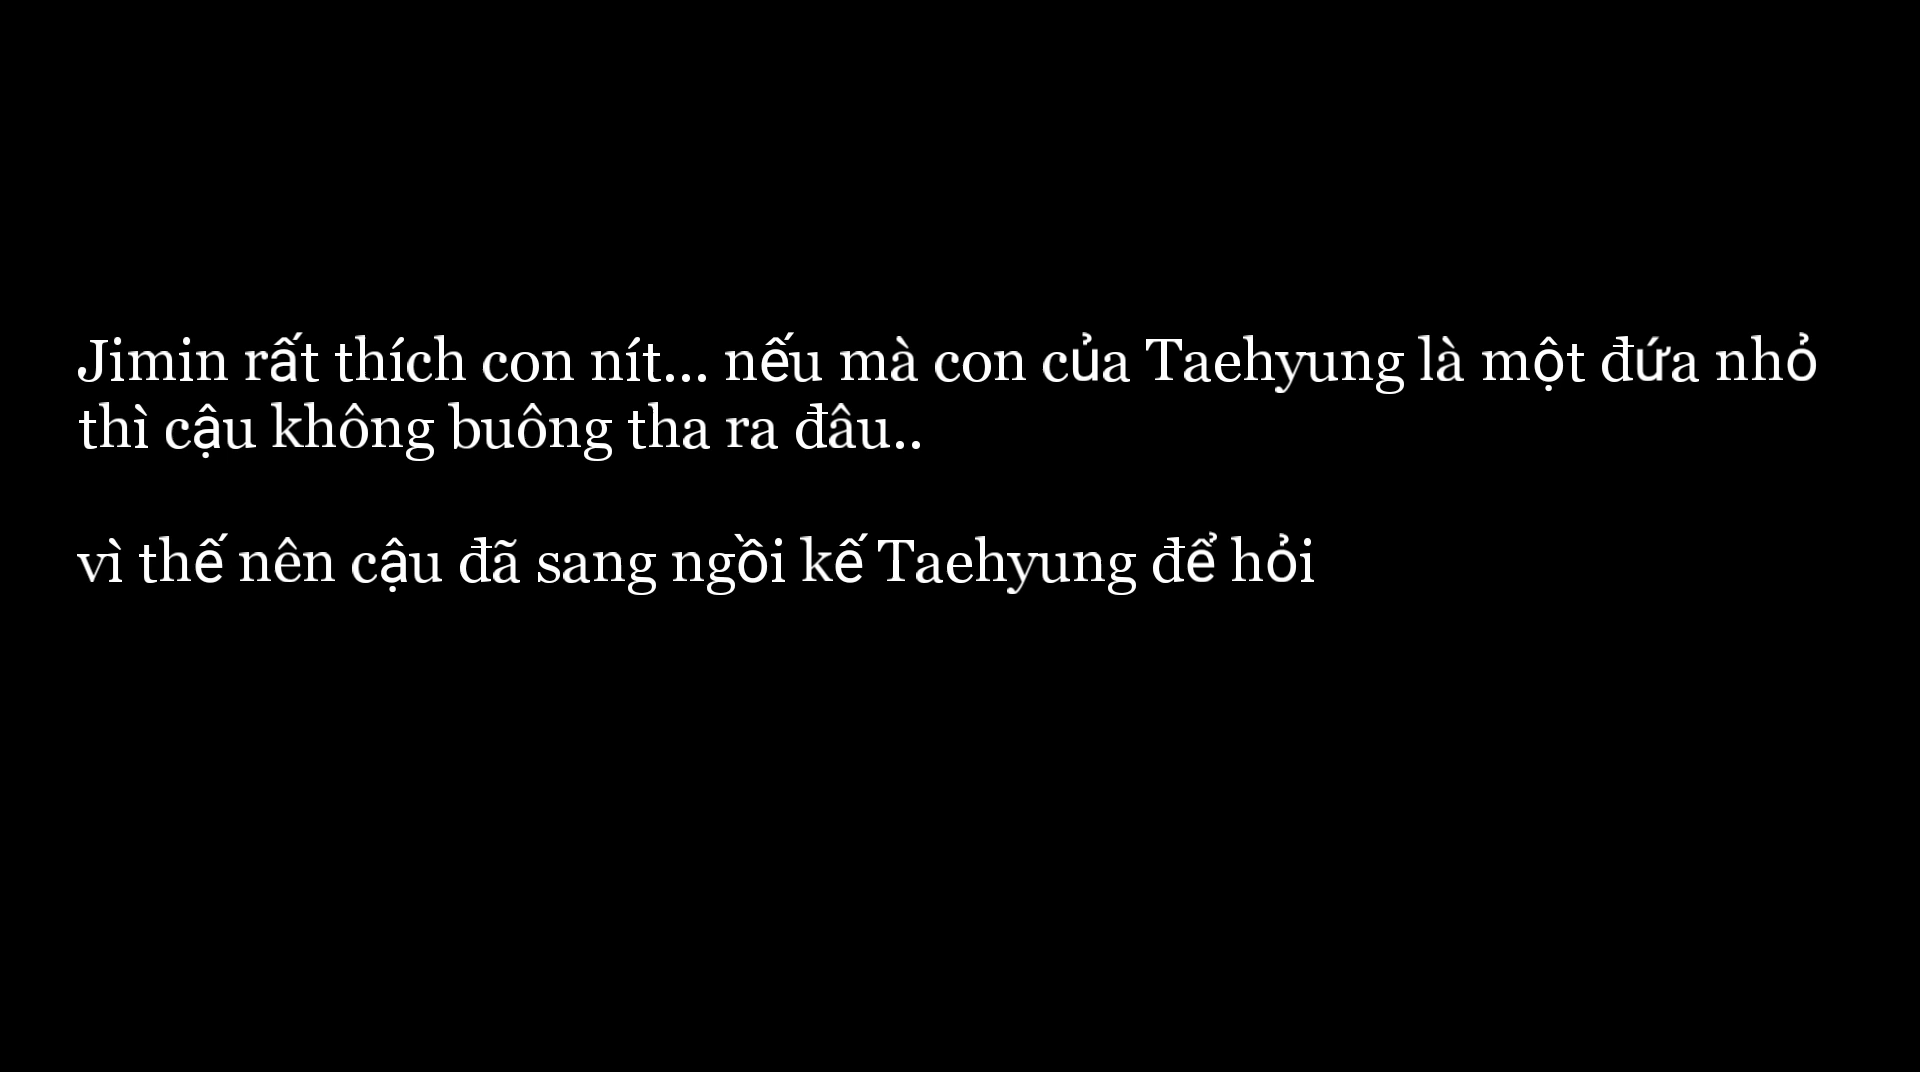 Jimin rất thích con nít... nếu mà con của Taehyung là một đứa nhỏ
thì cậu không buông tha ra đâu..
vì thế nên cậu đã sang ngồi kế Taehyung để hỏi